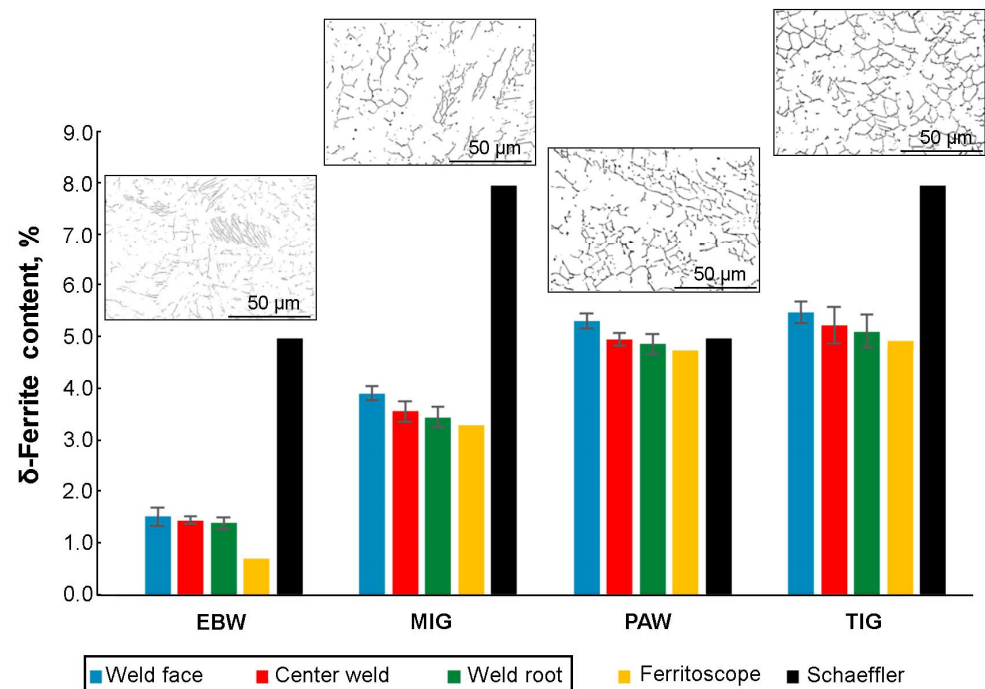 50 µm
50 µm
50 µm
50 µm
δ-Ferrite content, %
9.0
8.0
7.0
6.0
5.0
4.0
3.0
2.0
1.0
0.0
EBW MIG PAW TIG
Weld face Center weld Weld root Ferritoscope Schaeffler